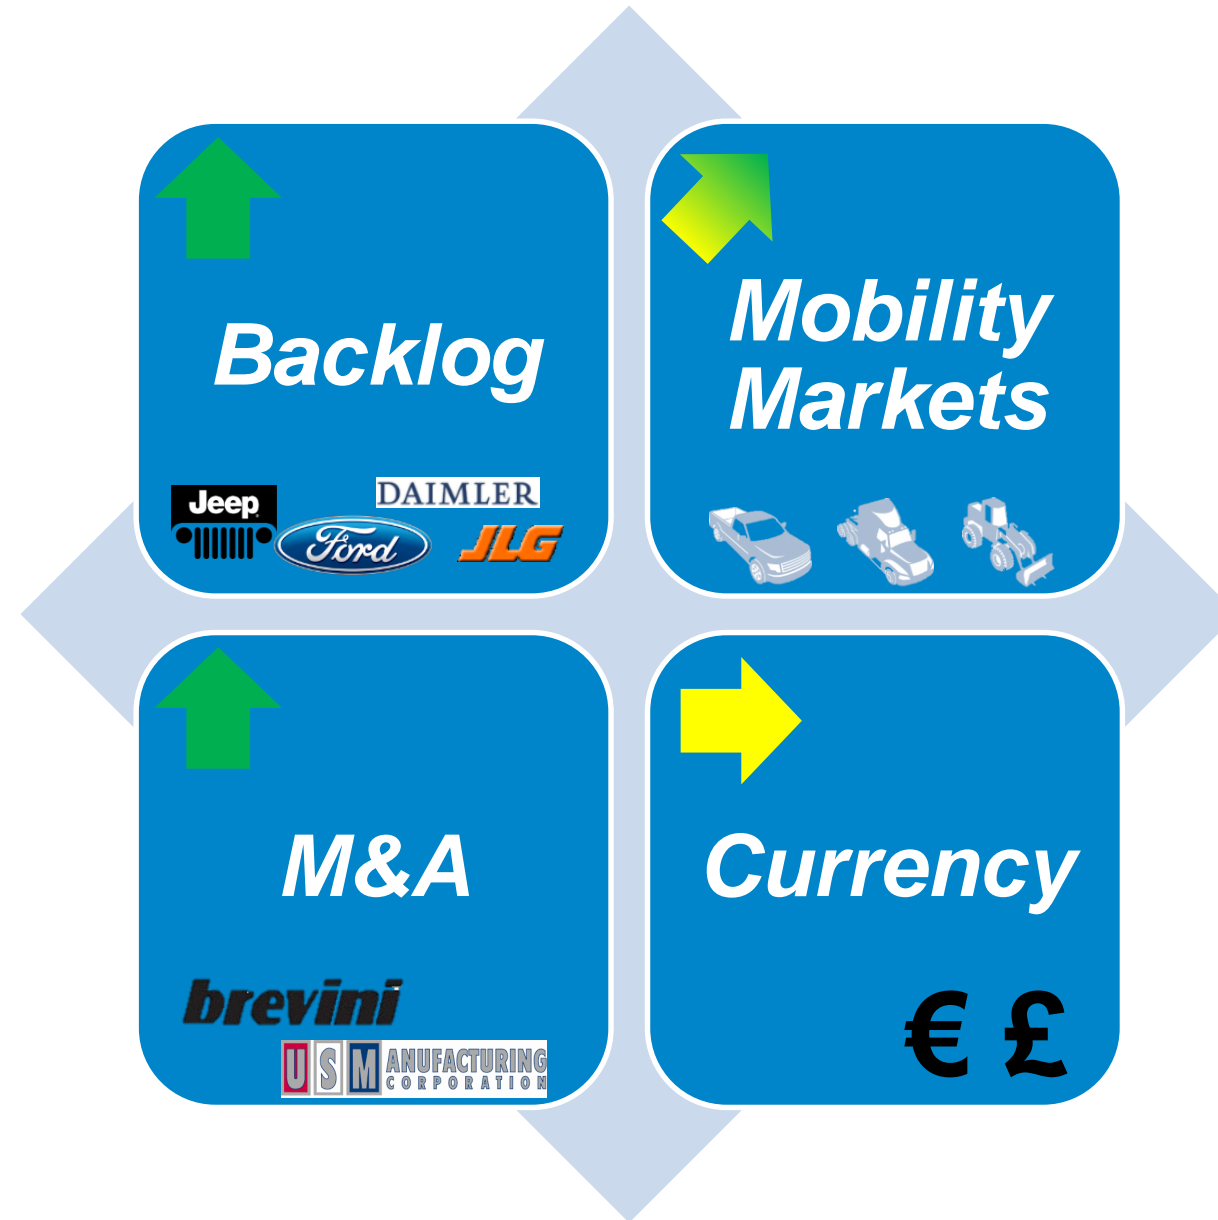 Backlog
Jeep
DAIMLER
Ford
JLG
Mobility
Markets
M&A
brevini
USMANUFACTURING
CORPORATION
Currency
€ £